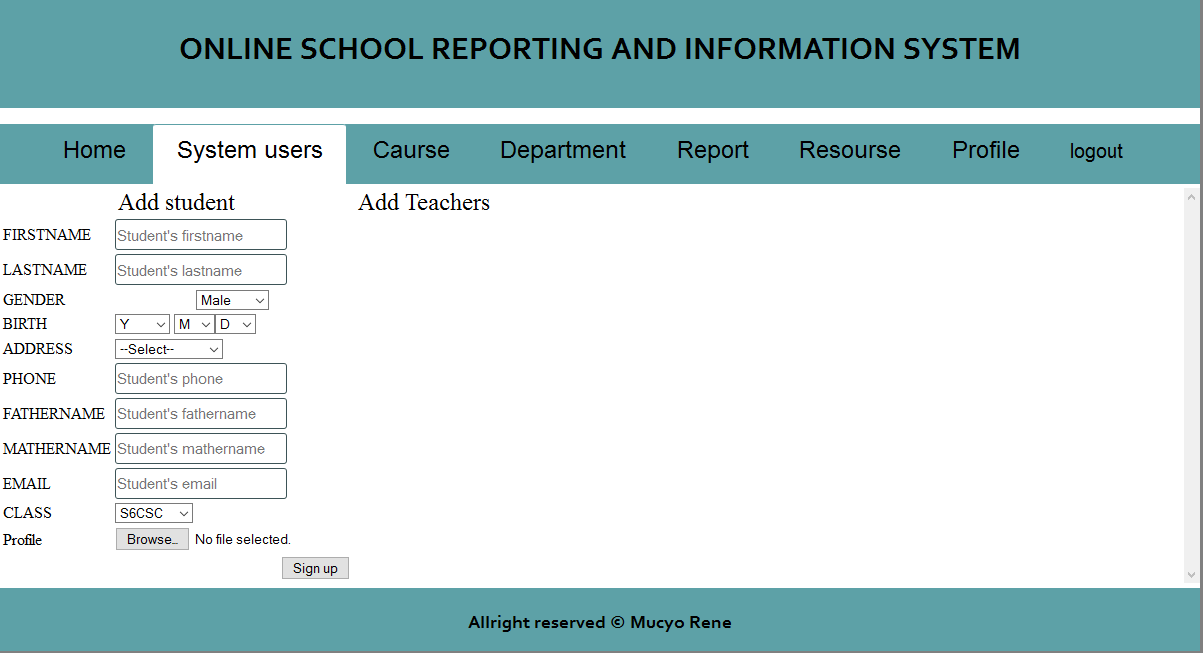 ONLINE SCHOOL REPORTING AND INFORMATION SYSTEM
Home System users Caurse Department Report Resourse Profile logout
Add student Add Teachers
FIRSTNAME Student's firstname
LASTNAME Student's lastname
GENDER Male
BIRTH Y M D
ADDRESS --Select--
PHONE Student's phone
FATHERNAME Student's fathername
MATHERNAME Student's mathername
EMAIL Student's email
CLASS S6CSC
Profile Browse.. No file selected.
Sign up
Allright reserved © Mucyo Rene